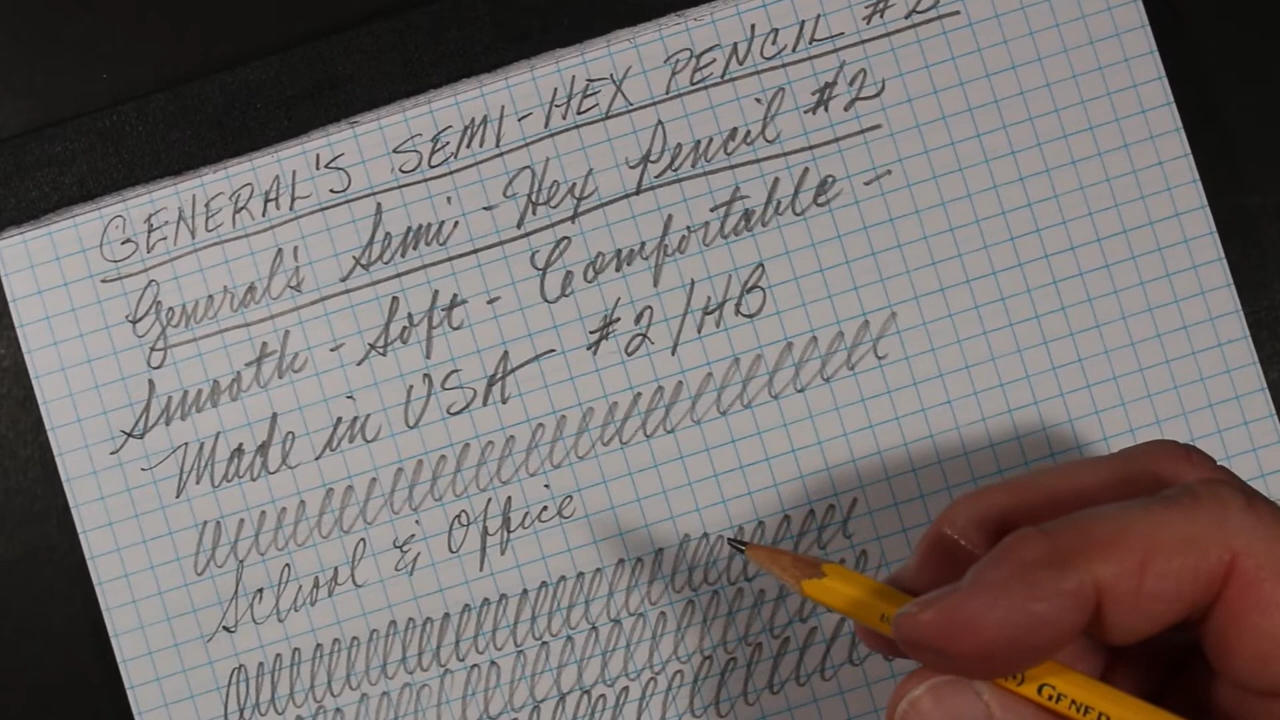 GENERAL'S SEMI-HEX PENCIL #2
General's Semi-Hex Pencil #2
Smooth - Soft - Comfortable -
Made in USA #2/HB
School & Office
GENER